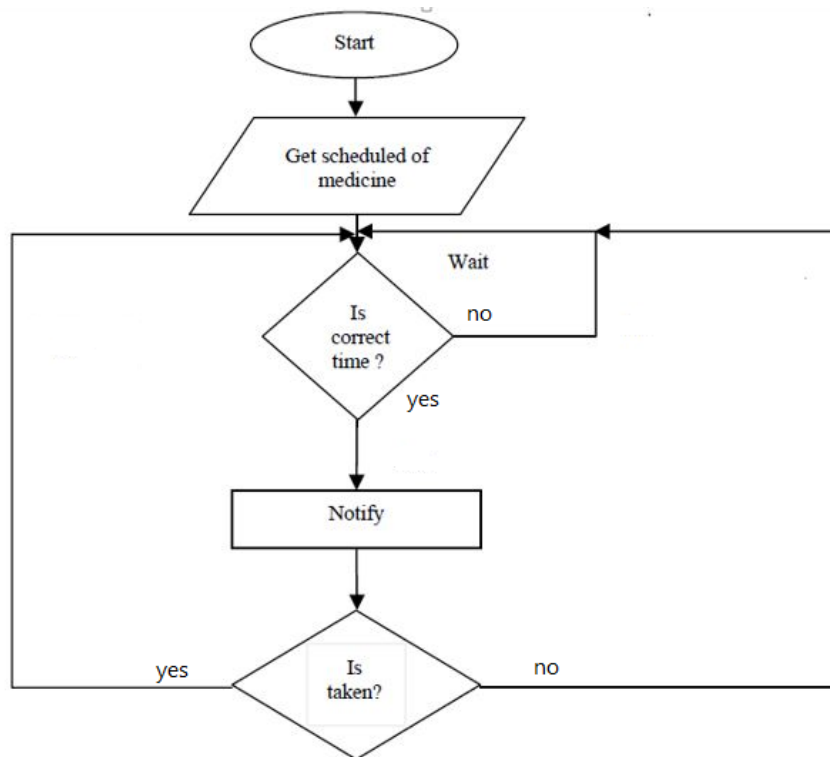 Start
Get scheduled of
medicine
Wait
Is
correct
time ?
no
yes
Notify
yes
Is
taken?
no